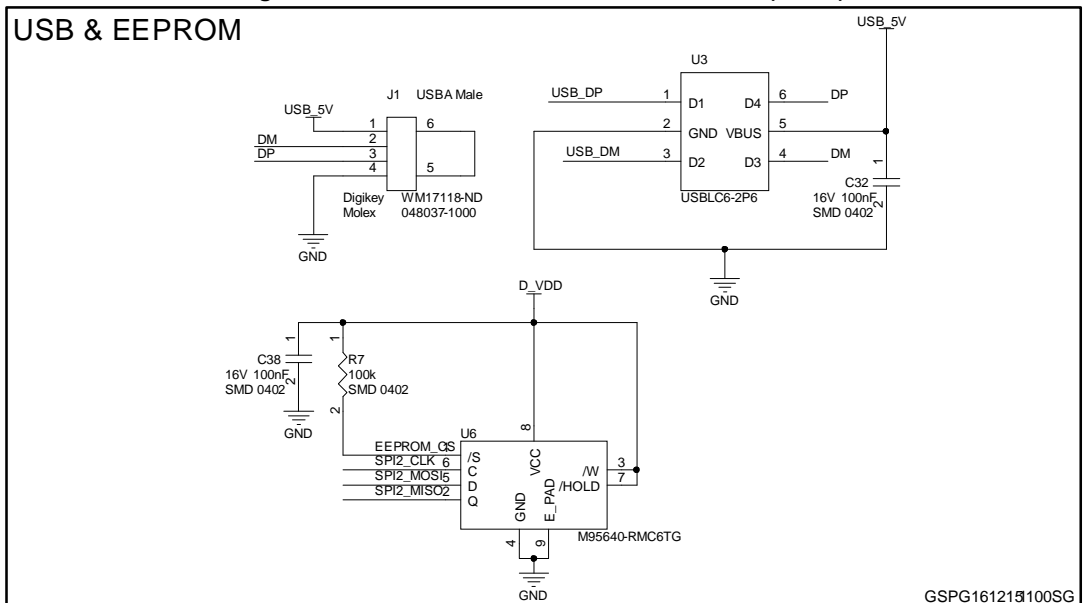 USB & EEPROM
USB_5V
U3
J1 USBA Male
USB_5V
1 6
DM 2
DP 3
4 5
Digikey WM17118-ND
Molex 048037-1000
GND
USB_DP 1 D1 D4 6 DP
2 GND VBUS 5
USB_DM 3 D2 D3 4 DM
USBLC6-2P6
1
C32
16V 100nF
2
SMD 0402
GND
D_VDD
1
C38
16V 100nF
2
SMD 0402
GND
1
R7
100k
SMD 0402
2
8
U6
EEPROM_CS 1 /S
SPI2_CLK 6 C
SPI2_MOSI 5 D
SPI2_MISO 2 Q
VCC
/W 3
/HOLD 7
GND
E_PAD
4 9
M95640-RMC6TG
GND